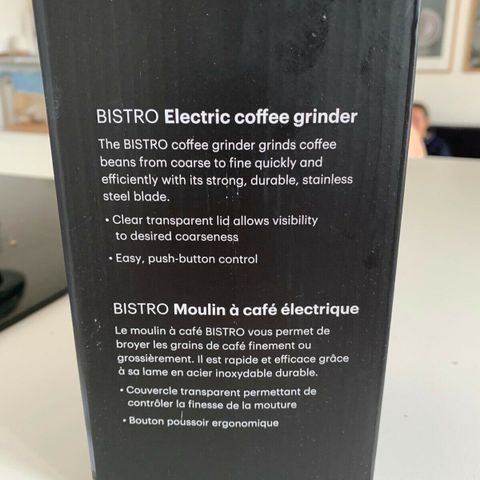 BISTRO Electric coffee grinder
The BISTRO coffee grinder grinds coffee
beans from coarse to fine quickly and
efficiently with its strong, durable, stainless
steel blade.
• Clear transparent lid allows visibility
to desired coarseness
• Easy, push-button control
BISTRO Moulin à café électrique
Le moulin à café BISTRO vous permet de
broyer les grains de café finement ou
grossièrement. Il est rapide et efficace grâce
à sa lame en acier inoxydable durable.
• Couvercle transparent permettant de
contrôler la finesse de la mouture
• Bouton poussoir ergonomique